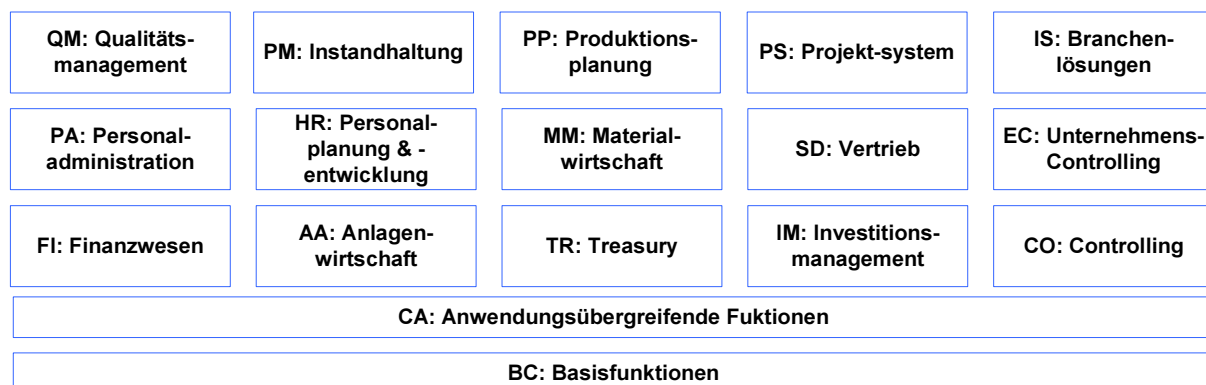 QM: Qualitäts-
management
PM: Instandhaltung
PP: Produktions-
planung
PS: Projekt-system
IS: Branchen-
lösungen
PA: Personal-
administration
HR: Personal-
planung & -
entwicklung
MM: Material-
wirtschaft
SD: Vertrieb
EC: Unternehmens-
Controlling
FI: Finanzwesen
AA: Anlagen-
wirtschaft
TR: Treasury
IM: Investitions-
management
CO: Controlling
CA: Anwendungsübergreifende Fuktionen
BC: Basisfunktionen